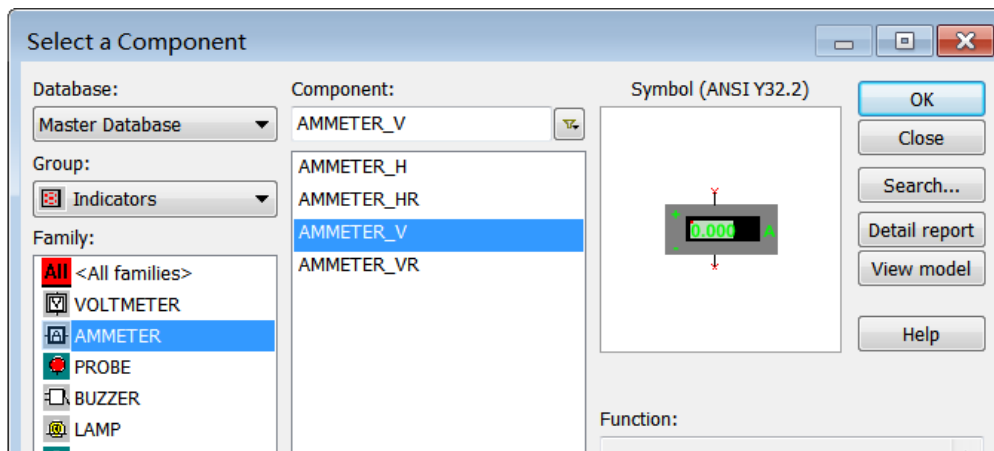 Select a Component
Database:
Master Database
Group:
Indicators
Family:
All <All families>
VOLTMETER
AMMETER
PROBE
BUZZER
LAMP
Component:
AMMETER_V
AMMETER_H
AMMETER_HR
AMMETER_V
AMMETER_VR
Symbol (ANSI Y32.2)
+
0.000 A
-
Function:
OK
Close
Search...
Detail report
View model
Help